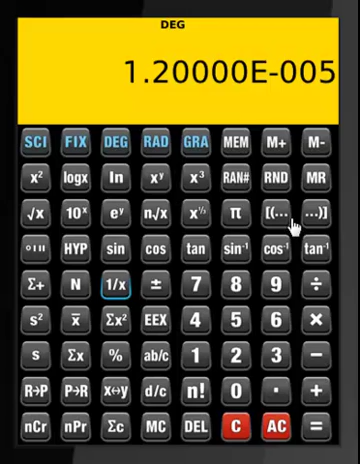 DEG
1.20000E-005
SCI FIX DEG RAD GRA MEM M+ M-
x² logx ln xʸ x³ RAN# RND MR
√x 10ˣ eʸ n√x x¹ᐟ³ π [(... ...)]
o I II HYP sin cos tan sin⁻¹ cos⁻¹ tan⁻¹
Σ+ N 1/x ± 7 8 9 ÷
s² x̅ Σx² EEX 4 5 6 ×
s Σx % ab/c 1 2 3 −
R→P P→R x↔y d/c n! 0 · +
nCr nPr Σc MC DEL C AC =